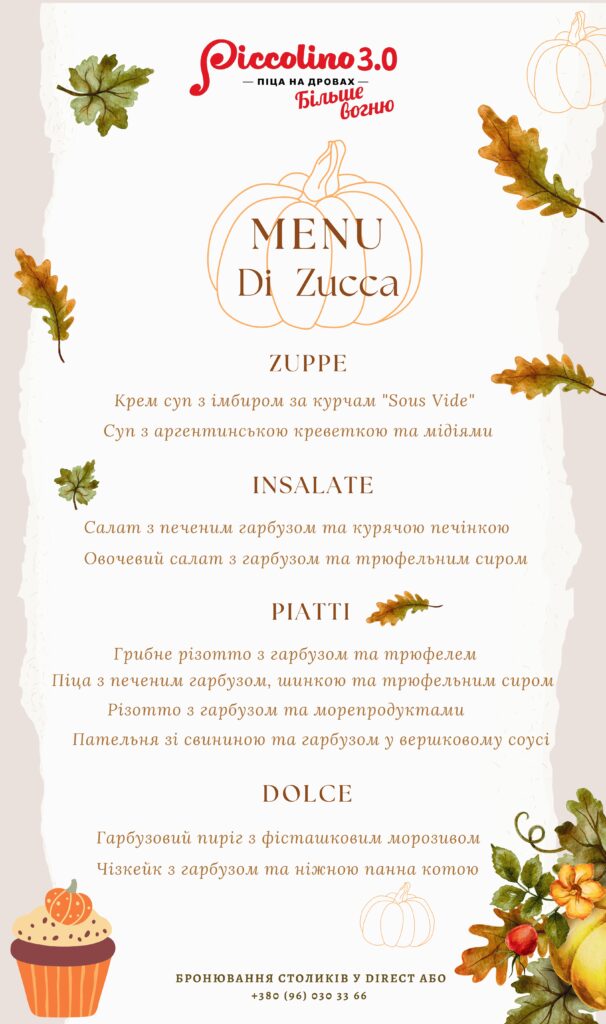 Piccolino 3.0
— ПІЦА НА ДРОВАХ —
Більше
вогню
MENU
Di Zucca
ZUPPE
Крем суп з імбиром за курчам "Sous Vide"
Суп з аргентинською креветкою та мідіями
INSALATE
Салат з печеним гарбузом та курячою печінкою
Овочевий салат з гарбузом та трюфельним сиром
PIATTI
Грибне різотто з гарбузом та трюфелем
Піца з печеним гарбузом, шинкою та трюфельним сиром
Різотто з гарбузом та морепродуктами
Пательня зі свининою та гарбузом у вершковому соусі
DOLCE
Гарбузовий пиріг з фісташковим морозивом
Чізкейк з гарбузом та ніжною панна котою
БРОНЮВАННЯ СТОЛИКІВ У DIRECT АБО
+380 (96) 030 33 66